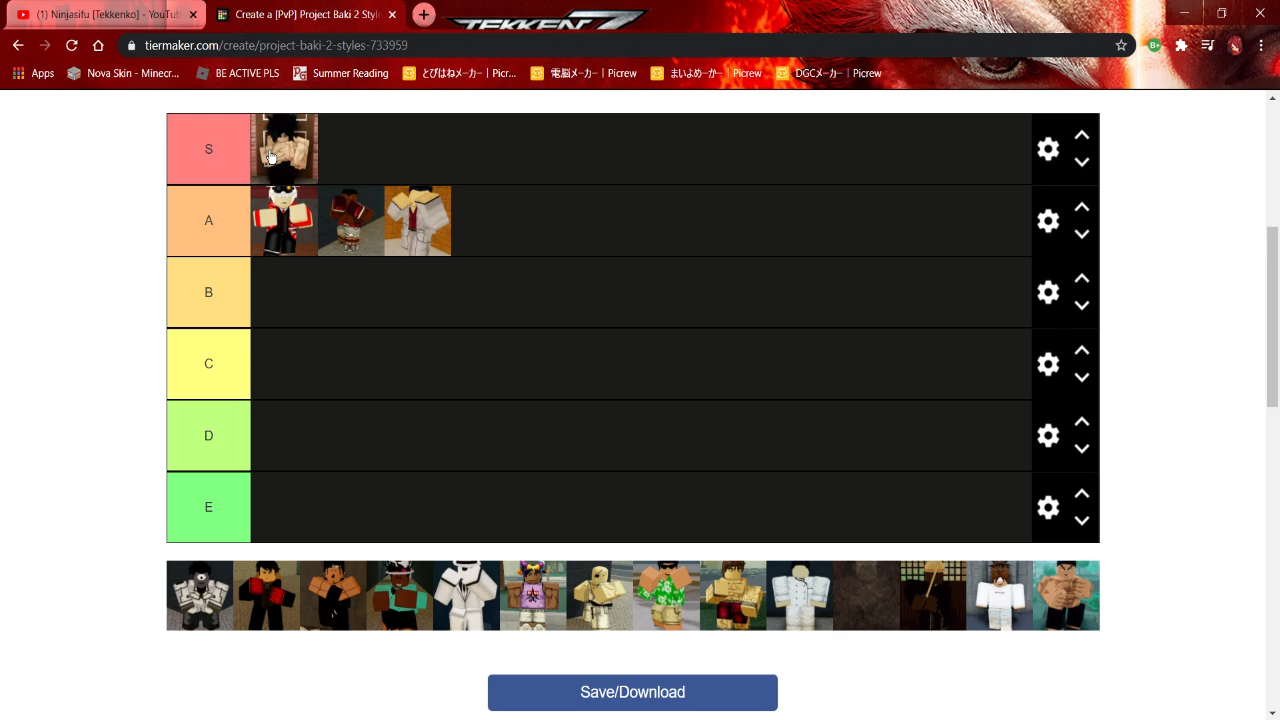 (1) Ninjasifu [Tekkenko] - YouTu
Create a [PvP] Project Baki 2 Styl
TEKKEN 7
tiermaker.com/create/project-baki-2-styles-733959
Apps
Nova Skin - Minecr...
BE ACTIVE PLS
Summer Reading
とびはねメーカー｜Picr...
電脳メーカー｜Picrew
まいよめーかー｜Picrew
DGCメーカー｜Picrew
S
A
B
C
D
E
Save/Download